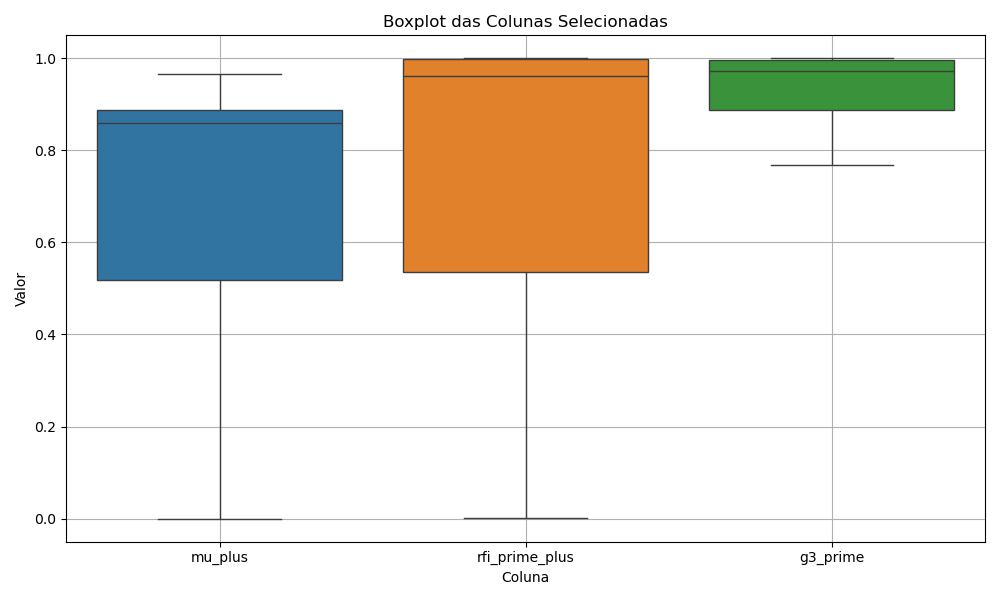 Boxplot das Colunas Selecionadas
1.0
0.8
0.6
0.4
0.2
0.0
Valor
mu_plus
rfi_prime_plus
g3_prime
Coluna